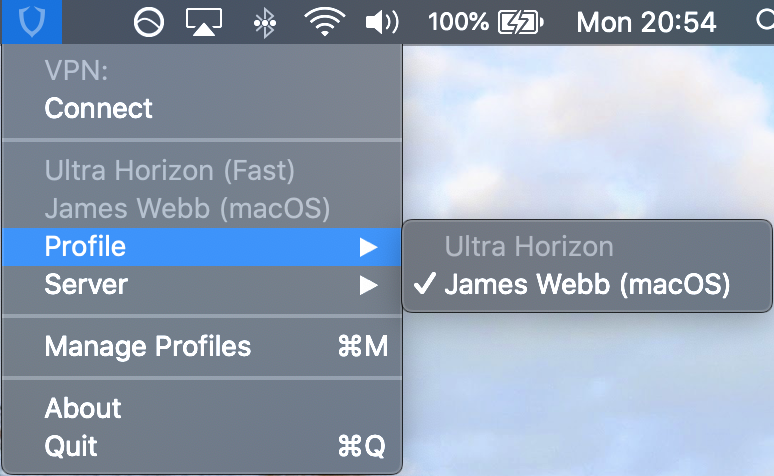 100% Mon 20:54
VPN:
Connect
Ultra Horizon (Fast)
James Webb (macOS)
Profile
Server
Manage Profiles ⌘M
About
Quit ⌘Q
Ultra Horizon
✓ James Webb (macOS)